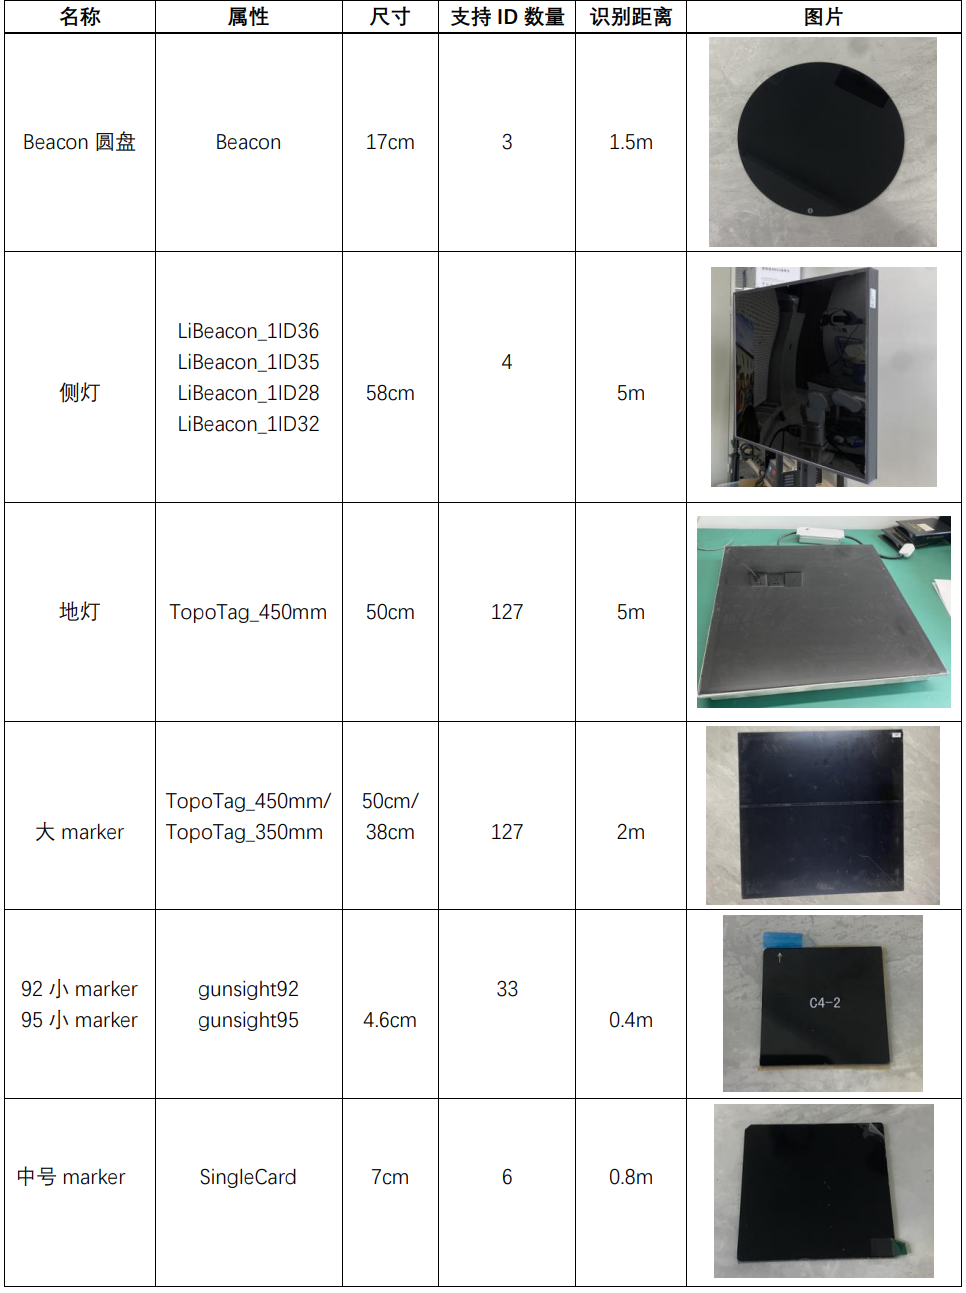 名称 属性 尺寸 支持 ID 数量 识别距离 图片
Beacon 圆盘 Beacon 17cm 3 1.5m
侧灯 LiBeacon_1ID36
LiBeacon_1ID35
LiBeacon_1ID28
LiBeacon_1ID32 58cm 4 5m
地灯 TopoTag_450mm 50cm 127 5m
大 marker TopoTag_450mm/
TopoTag_350mm 50cm/
38cm 127 2m
92 小 marker
95 小 marker gunsight92
gunsight95 4.6cm 33 0.4m
C4-2
中号 marker SingleCard 7cm 6 0.8m